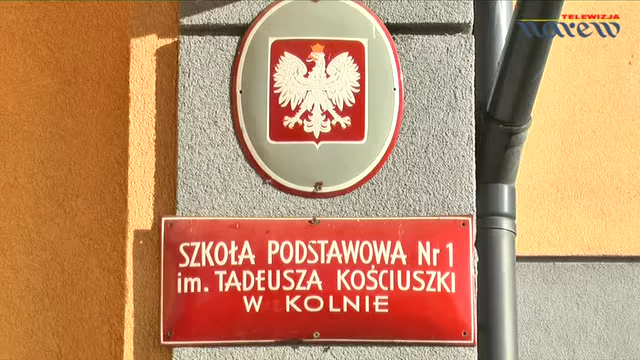 TELEWIZJA
narew
SZKOŁA PODSTAWOWA Nr 1
im. TADEUSZA KOŚCIUSZKI
W KOLNIE